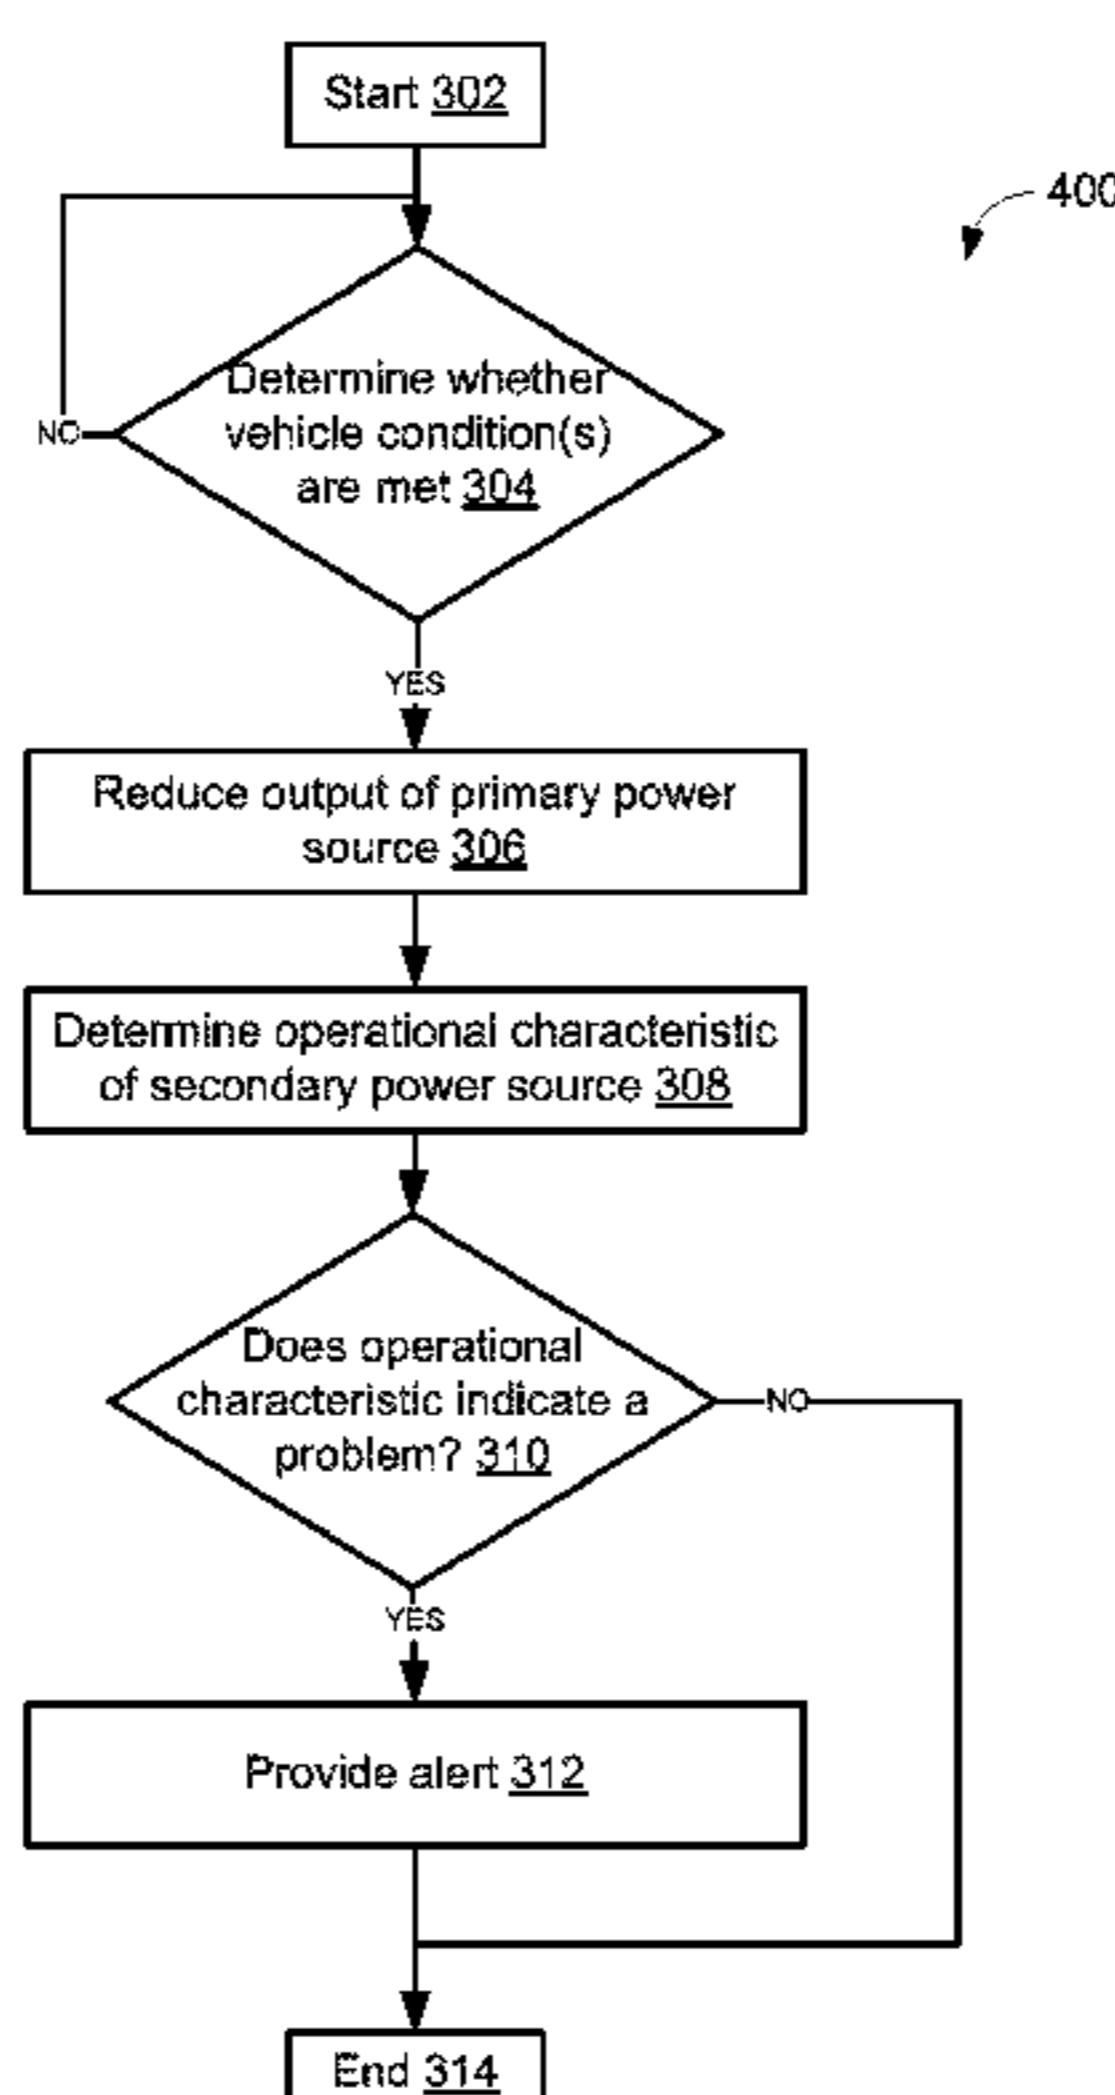 Start 302
400
Determine whether
vehicle condition(s)
are met 304
NO
YES
Reduce output of primary power
source 306
Determine operational characteristic
of secondary power source 308
Does operational
characteristic indicate a
problem? 310
NO
YES
Provide alert 312
End 314